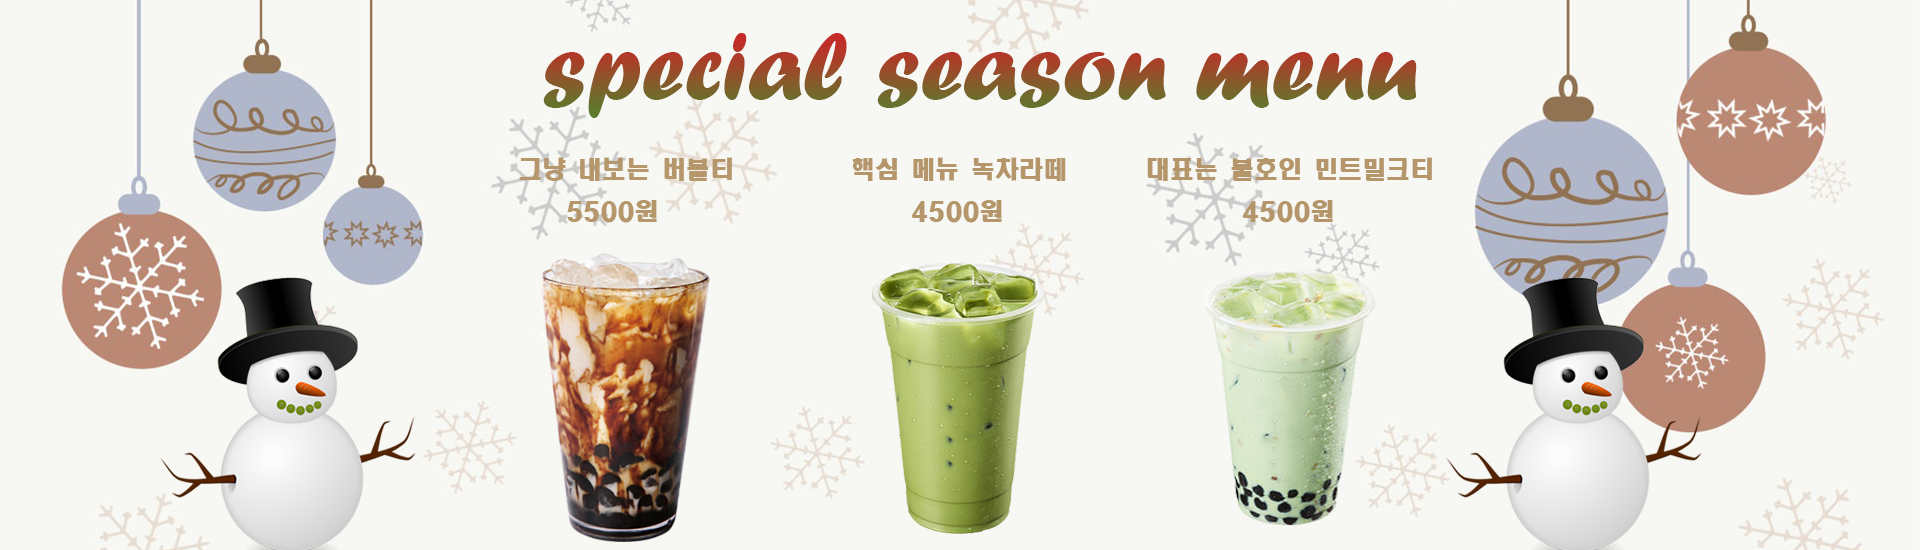 special season menu
그냥 내보는 버블티
5500원
핵심 메뉴 녹차라떼
4500원
대표는 불호인 민트밀크티
4500원